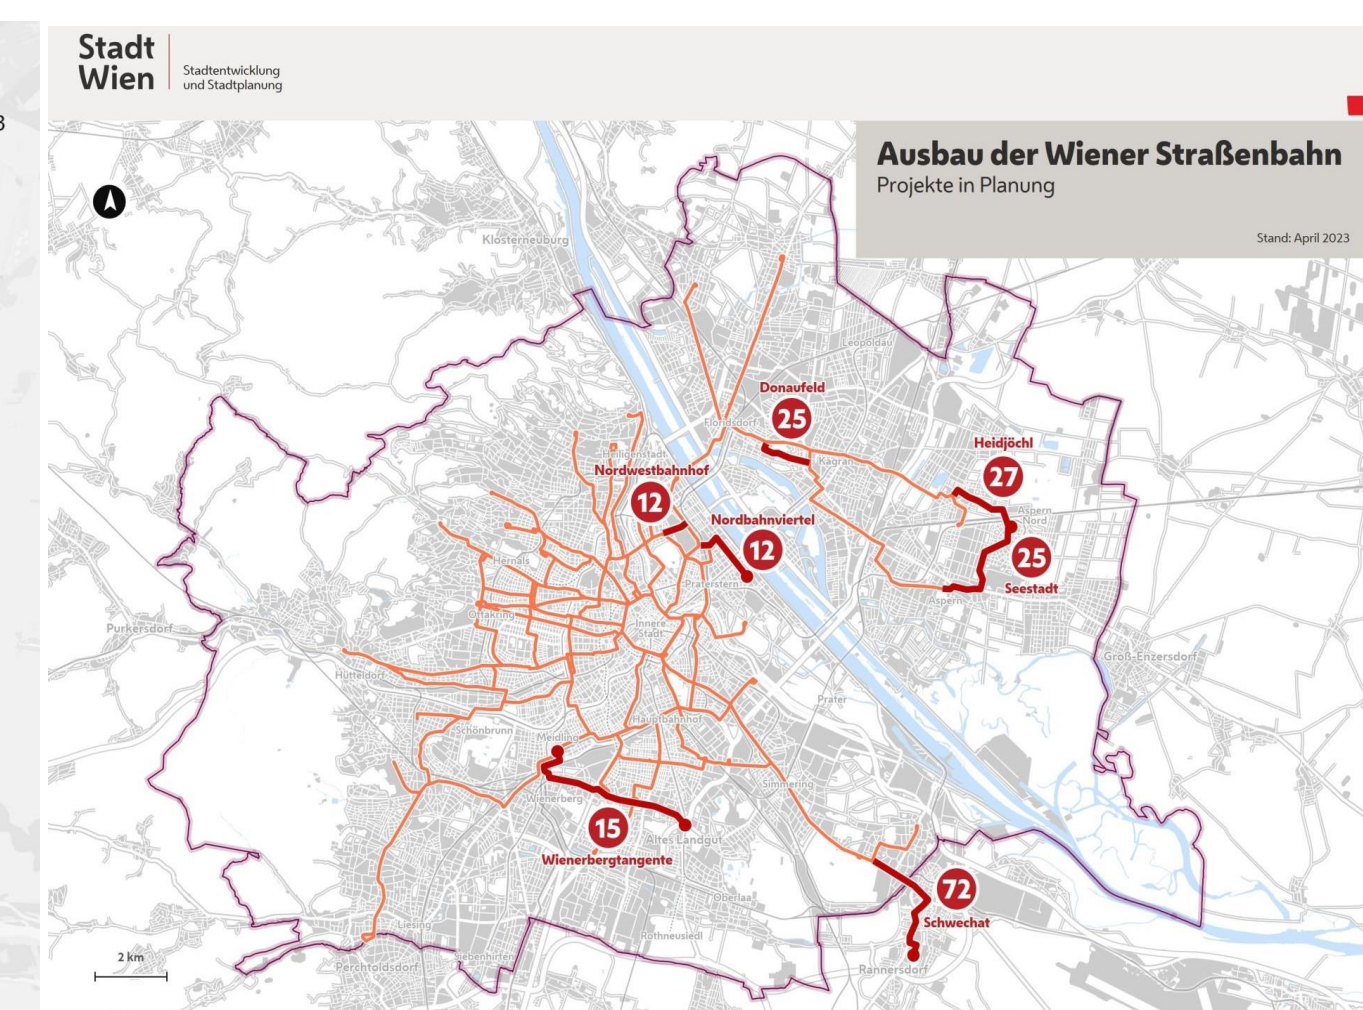 Stadt
Wien
Stadtentwicklung
und Stadtplanung
3
Ausbau der Wiener Straßenbahn
Projekte in Planung
Stand: April 2023
Klosterneuburg
Leopoldau
Donaufeld
25
Floridsdorf
Heidjöchl
Kagran
27
Heiligenstadt
Nordwestbahnhof
12
Aspern
Nord
Nordbahnviertel
12
25
Hernals
Praterstern
Seestadt
Aspern
Ottakring
Innere
Stadt
Purkersdorf
Groß-Enzersdorf
Hütteldorf
Prater
Hauptbahnhof
Schönbrunn
Meidling
Simmering
Wienerberg
15
Altes Landgut
Wienerbergtangente
72
Oberlaa
Schwechat
Liesing
Rothneusiedl
Siebenhirten
2 km
Perchtoldsdorf
Rannersdorf